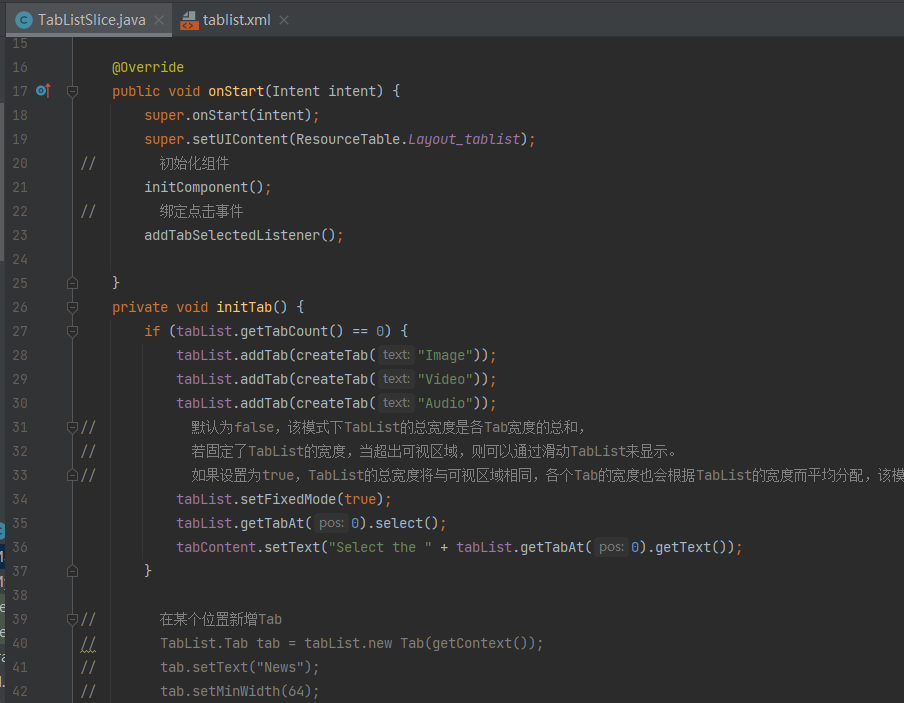 TabListSlice.java × tablist.xml ×
15
16 @Override
17 public void onStart(Intent intent) {
18 super.onStart(intent);
19 super.setUIContent(ResourceTable.Layout_tablist);
20 // 初始化组件
21 initComponent();
22 // 绑定点击事件
23 addTabSelectedListener();
24
25 }
26 private void initTab() {
27 if (tabList.getTabCount() == 0) {
28 tabList.addTab(createTab( text: "Image"));
29 tabList.addTab(createTab( text: "Video"));
30 tabList.addTab(createTab( text: "Audio"));
31 // 默认为false，该模式下TabList的总宽度是各Tab宽度的总和，
32 // 若固定了TabList的宽度，当超出可视区域，则可以通过滑动TabList来显示。
33 // 如果设置为true，TabList的总宽度将与可视区域相同，各个Tab的宽度也会根据TabList的宽度而平均分配，该模
34 tabList.setFixedMode(true);
35 tabList.getTabAt( pos: 0).select();
36 tabContent.setText("Select the " + tabList.getTabAt( pos: 0).getText());
37 }
38
39 // 在某个位置新增Tab
40 // TabList.Tab tab = tabList.new Tab(getContext());
41 // tab.setText("News");
42 // tab.setMinWidth(64);